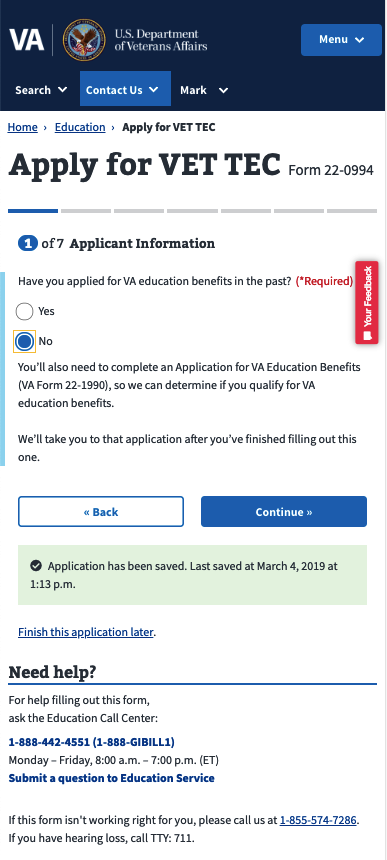 VA
U.S. Department
of Veterans Affairs
Menu
Search
Contact Us
Mark
Home › Education › Apply for VET TEC
Apply for VET TEC Form 22-0994
1 of 7 Applicant Information
Your Feedback
Have you applied for VA education benefits in the past? (*Required)
Yes
No
You’ll also need to complete an Application for VA Education Benefits
(VA Form 22-1990), so we can determine if you qualify for VA
education benefits.
We’ll take you to that application after you’ve finished filling out this
one.
« Back
Continue »
Application has been saved. Last saved at March 4, 2019 at
1:13 p.m.
Finish this application later.
Need help?
For help filling out this form,
ask the Education Call Center:
1-888-442-4551 (1-888-GIBILL1)
Monday – Friday, 8:00 a.m. – 7:00 p.m. (ET)
Submit a question to Education Service
If this form isn't working right for you, please call us at 1-855-574-7286.
If you have hearing loss, call TTY: 711.